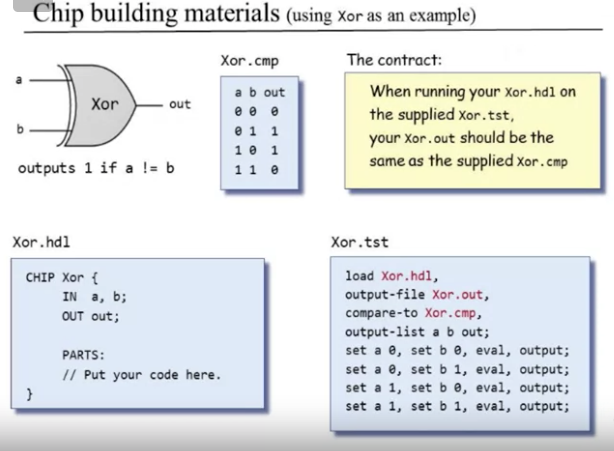 Chip building materials (using Xor as an example)
a
b
Xor
out
outputs 1 if a != b
Xor.cmp
a b out
0 0 0
0 1 1
1 0 1
1 1 0
The contract:
When running your Xor.hdl on
the supplied Xor.tst,
your Xor.out should be the
same as the supplied Xor.cmp
Xor.hdl
CHIP Xor {
IN a, b;
OUT out;
PARTS:
// Put your code here.
}
Xor.tst
load Xor.hdl,
output-file Xor.out,
compare-to Xor.cmp,
output-list a b out;
set a 0, set b 0, eval, output;
set a 0, set b 1, eval, output;
set a 1, set b 0, eval, output;
set a 1, set b 1, eval, output;